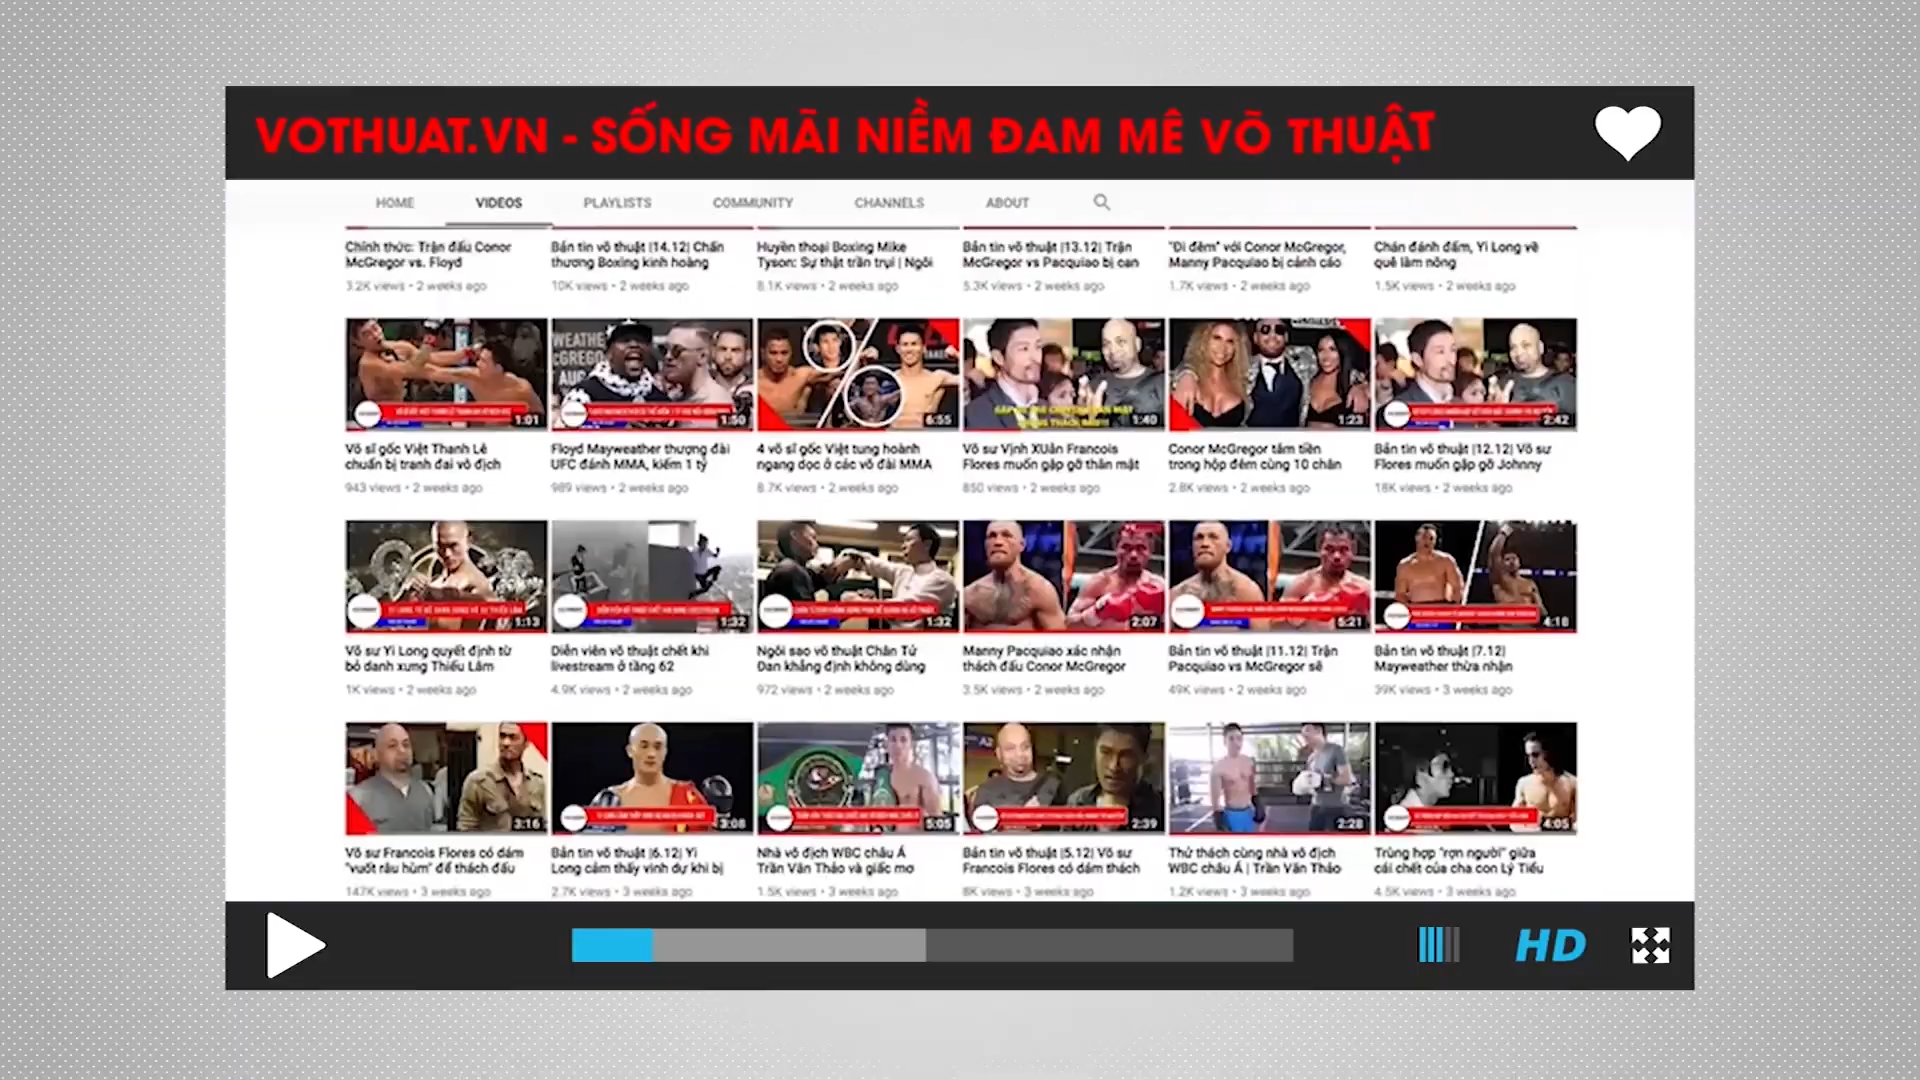 VOTHUAT.VN - SỐNG MÃI NIỀM ĐAM MÊ VÕ THUẬT
HOME VIDEOS PLAYLISTS COMMUNITY CHANNELS ABOUT
Chính thức: Trận đấu Conor
McGregor vs. Floyd
3.2K views • 2 weeks ago
Bản tin võ thuật |14.12| Chấn
thương Boxing kinh hoàng
10K views • 2 weeks ago
Huyền thoại Boxing Mike
Tyson: Sự thật trần trụi | Ngôi
8.1K views • 2 weeks ago
Bản tin võ thuật |13.12| Trận
McGregor vs Pacquiao bị can
5.3K views • 2 weeks ago
"Đi đêm" với Conor McGregor,
Manny Pacquiao bị cảnh cáo
1.7K views • 2 weeks ago
Chán đánh đấm, Yi Long về
quê làm nông
1.5K views • 2 weeks ago
1:01
1:50
6:55
1:40
1:23
2:42
Võ sĩ gốc Việt Thanh Lê
chuẩn bị tranh đai vô địch
943 views • 2 weeks ago
Floyd Mayweather thượng đài
UFC đánh MMA, kiếm 1 tỷ
989 views • 2 weeks ago
4 võ sĩ gốc Việt tung hoành
ngang dọc ở các võ đài MMA
8.7K views • 2 weeks ago
Võ sư Vịnh XUân Francois
Flores muốn gặp gỡ thân mật
850 views • 2 weeks ago
Conor McGregor tắm tiền
trong hộp đêm cùng 10 chân
2.8K views • 2 weeks ago
Bản tin võ thuật |12.12| Võ sư
Flores muốn gặp gỡ Johnny
18K views • 2 weeks ago
1:13
1:32
1:32
2:07
5:21
4:18
Võ sư Yi Long quyết định từ
bỏ danh xưng Thiếu Lâm
1K views • 2 weeks ago
Diễn viên võ thuật chết khi
livestream ở tầng 62
4.9K views • 2 weeks ago
Ngôi sao võ thuật Chân Tử
Đan khẳng định không dùng
972 views • 2 weeks ago
Manny Pacquiao xác nhận
thách đấu Conor McGregor
3.5K views • 2 weeks ago
Bản tin võ thuật |11.12| Trận
Pacquiao vs McGregor sẽ
49K views • 2 weeks ago
Bản tin võ thuật |7.12|
Mayweather thừa nhận
39K views • 3 weeks ago
3:16
3:08
5:05
2:39
2:28
4:05
Võ sư Francois Flores có dám
"vuốt râu hùm" để thách đấu
147K views • 3 weeks ago
Bản tin võ thuật |6.12| Yi
Long cảm thấy vinh dự khi bị
2.7K views • 3 weeks ago
Nhà vô địch WBC châu Á
Trần Văn Thảo và giấc mơ
1.5K views • 3 weeks ago
Bản tin võ thuật |5.12| Võ sư
Francois Flores có dám thách
8K views • 3 weeks ago
Thử thách cùng nhà vô địch
WBC châu Á | Trần Văn Thảo
1.2K views • 3 weeks ago
Trùng hợp "rợn người" giữa
cái chết của cha con Lý Tiểu
4.5K views • 3 weeks ago
HD